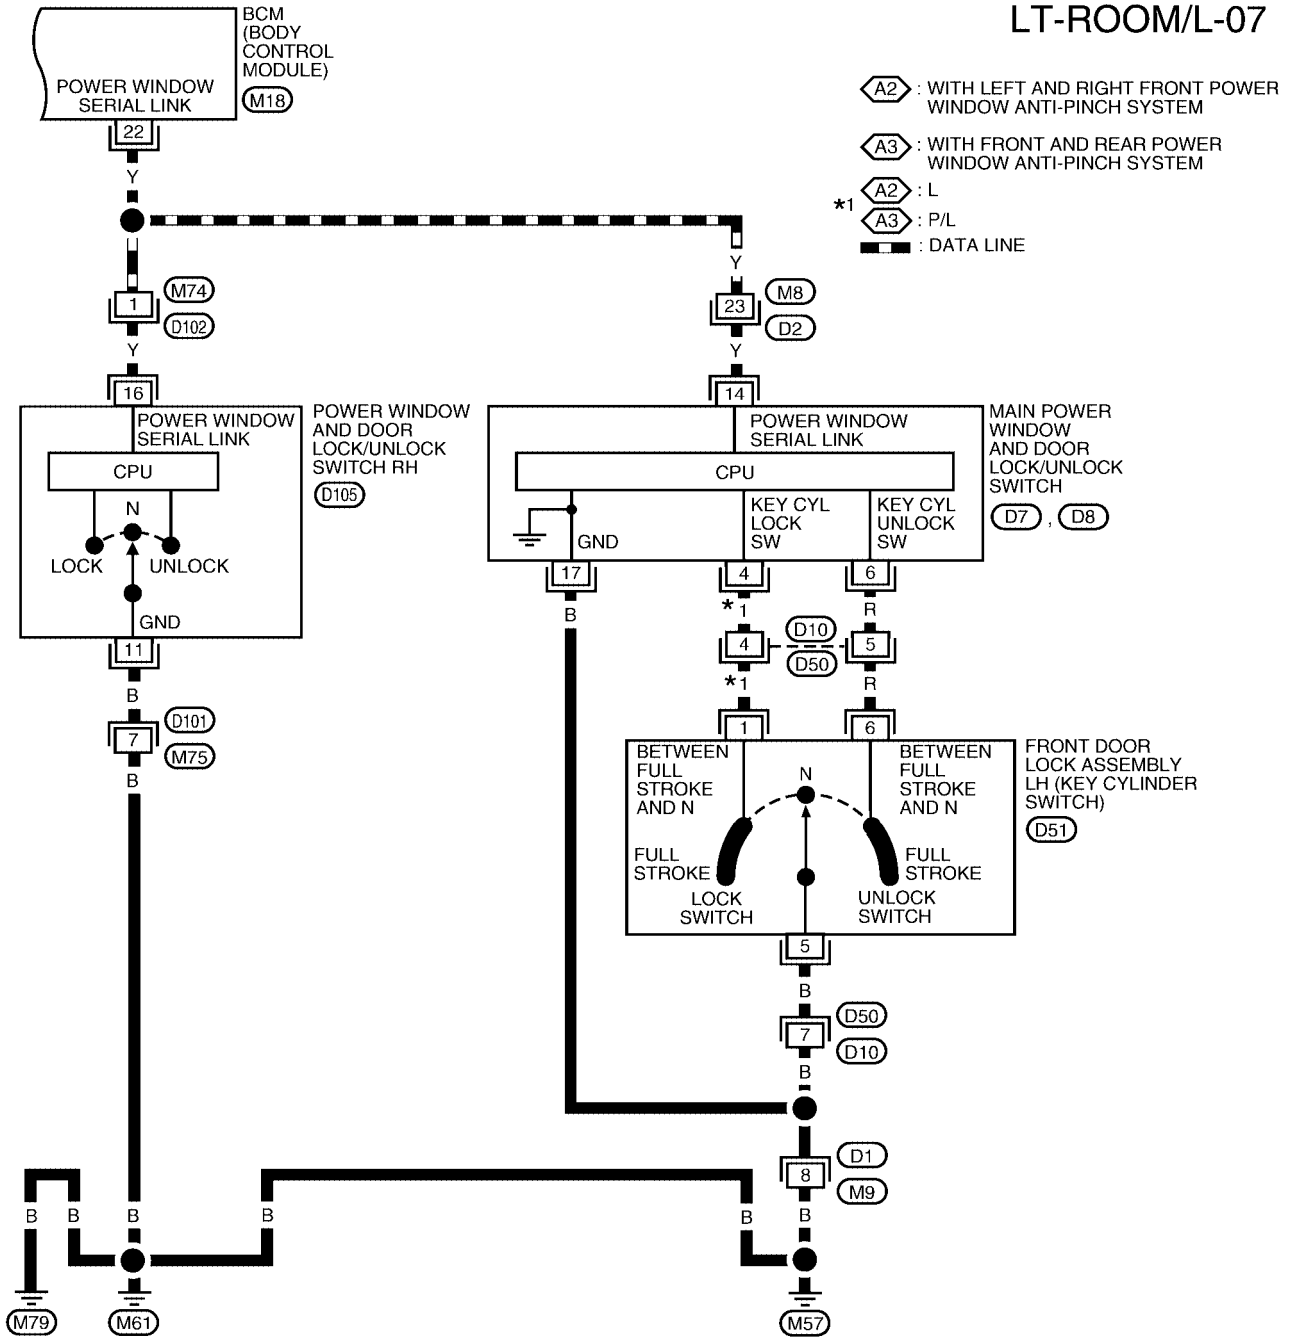 LT-ROOM/L-07
BCM
(BODY
CONTROL
MODULE)
M18
POWER WINDOW
SERIAL LINK
22
Y
A2 : WITH LEFT AND RIGHT FRONT POWER
WINDOW ANTI-PINCH SYSTEM
A3 : WITH FRONT AND REAR POWER
WINDOW ANTI-PINCH SYSTEM
*1
A2 : L
A3 : P/L
: DATA LINE
1
M74
D102
Y
16
Y
23
M8
D2
Y
14
POWER WINDOW
SERIAL LINK
CPU
N
LOCK
UNLOCK
GND
POWER WINDOW
AND DOOR
LOCK/UNLOCK
SWITCH RH
D105
11
B
7
D101
M75
B
POWER WINDOW
SERIAL LINK
CPU
GND
KEY CYL
LOCK
SW
KEY CYL
UNLOCK
SW
MAIN POWER
WINDOW
AND DOOR
LOCK/UNLOCK
SWITCH
D7 , D8
17
4
6
B
*1
R
4
D10
D50
5
*1
R
1
6
BETWEEN
FULL
STROKE
AND N
N
BETWEEN
FULL
STROKE
AND N
FULL
STROKE
FULL
STROKE
LOCK
SWITCH
UNLOCK
SWITCH
FRONT DOOR
LOCK ASSEMBLY
LH (KEY CYLINDER
SWITCH)
D51
5
B
7
D50
D10
B
8
D1
M9
B
B
B
B
B
B
M79
M61
M57